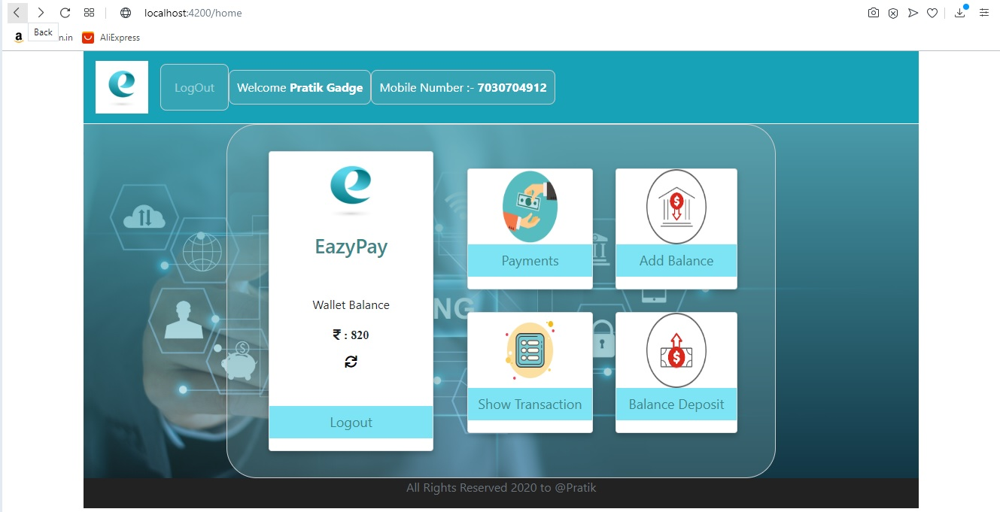 localhost:4200/home
Back
n.in
AliExpress
LogOut
Welcome Pratik Gadge
Mobile Number :- 7030704912
EazyPay
Wallet Balance
₹ : 820
Logout
Payments
Add Balance
Show Transaction
Balance Deposit
NG
All Rights Reserved 2020 to @Pratik